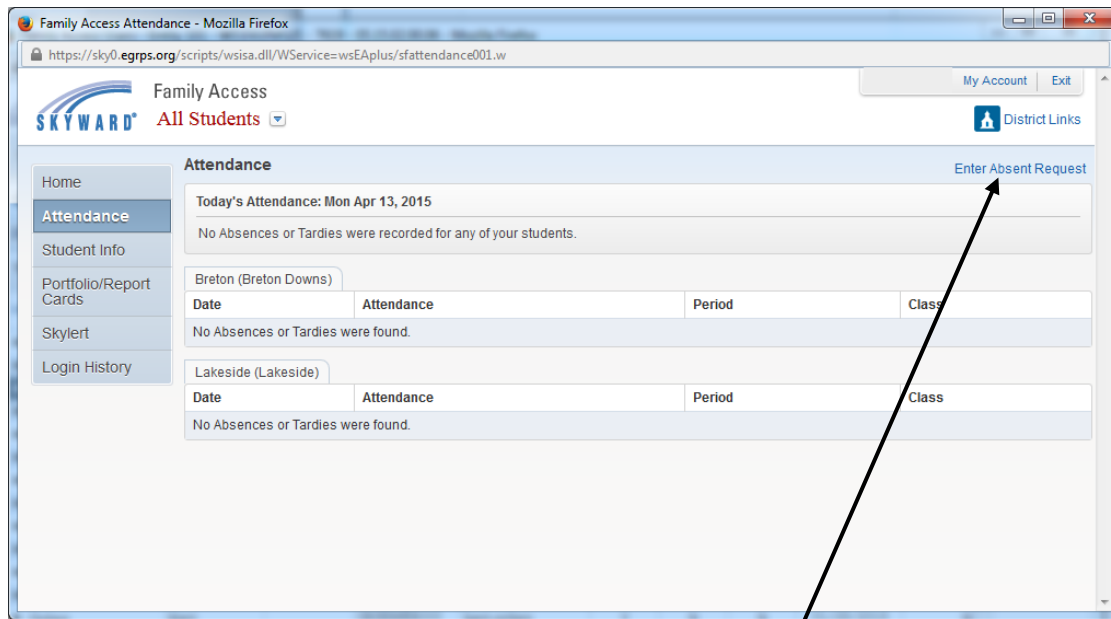 Family Access Attendance - Mozilla Firefox
https://sky0.egrps.org/scripts/wsisa.dll/WService=wsEAplus/sfattendance001.w
My Account | Exit
SKYWARD®
Family Access
All Students
District Links
Home
Attendance
Student Info
Portfolio/Report
Cards
Skylert
Login History
Attendance
Enter Absent Request
Today's Attendance: Mon Apr 13, 2015
No Absences or Tardies were recorded for any of your students.
Breton (Breton Downs)
Date Attendance Period Class
No Absences or Tardies were found.
Lakeside (Lakeside)
Date Attendance Period Class
No Absences or Tardies were found.